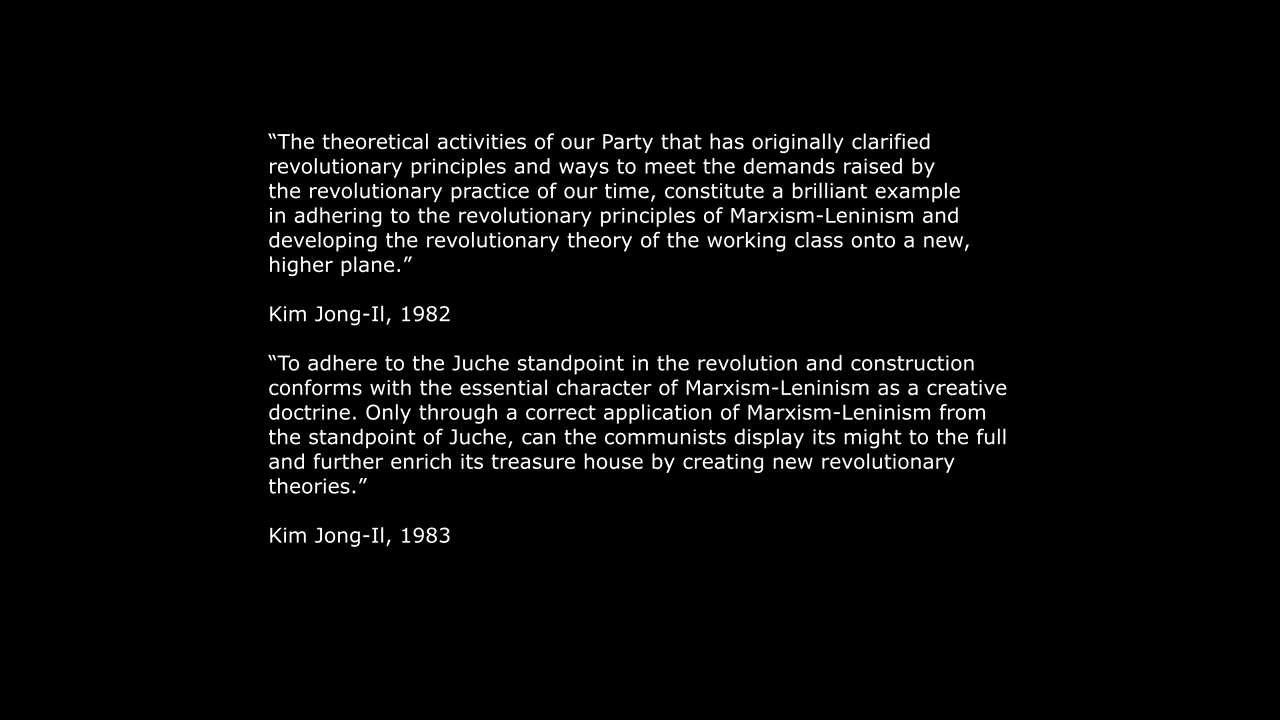 “The theoretical activities of our Party that has originally clarified
revolutionary principles and ways to meet the demands raised by
the revolutionary practice of our time, constitute a brilliant example
in adhering to the revolutionary principles of Marxism-Leninism and
developing the revolutionary theory of the working class onto a new,
higher plane.”
Kim Jong-Il, 1982
“To adhere to the Juche standpoint in the revolution and construction
conforms with the essential character of Marxism-Leninism as a creative
doctrine. Only through a correct application of Marxism-Leninism from
the standpoint of Juche, can the communists display its might to the full
and further enrich its treasure house by creating new revolutionary
theories.”
Kim Jong-Il, 1983